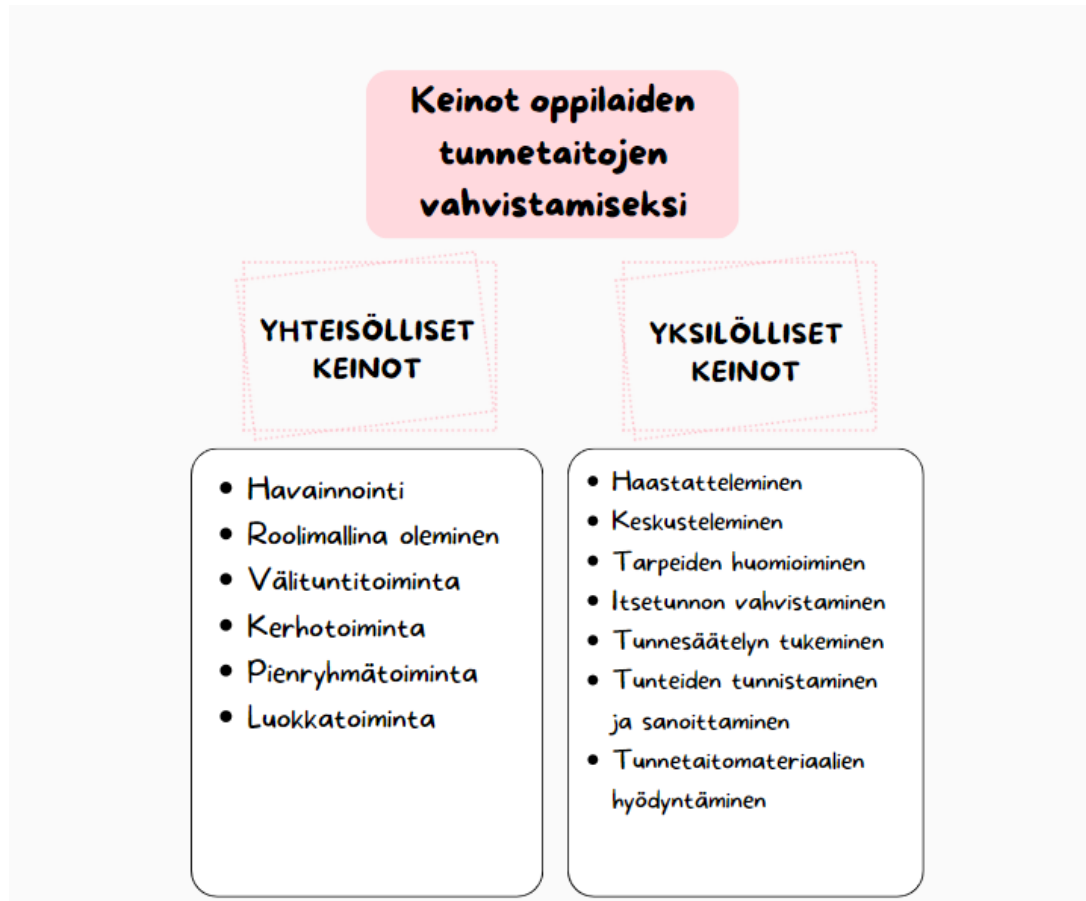 Keinot oppilaiden
tunnetaitojen
vahvistamiseksi
YHTEISÖLLISET
KEINOT
• Havainnointi
• Roolimallina oleminen
• Välituntitoiminta
• Kerhotoiminta
• Pienryhmätoiminta
• Luokkatoiminta
YKSILÖLLISET
KEINOT
• Haastatteleminen
• Keskusteleminen
• Tarpeiden huomioiminen
• Itsetunnon vahvistaminen
• Tunnesäätelyn tukeminen
• Tunteiden tunnistaminen
ja sanoittaminen
• Tunnetaitomateriaalien
hyödyntäminen